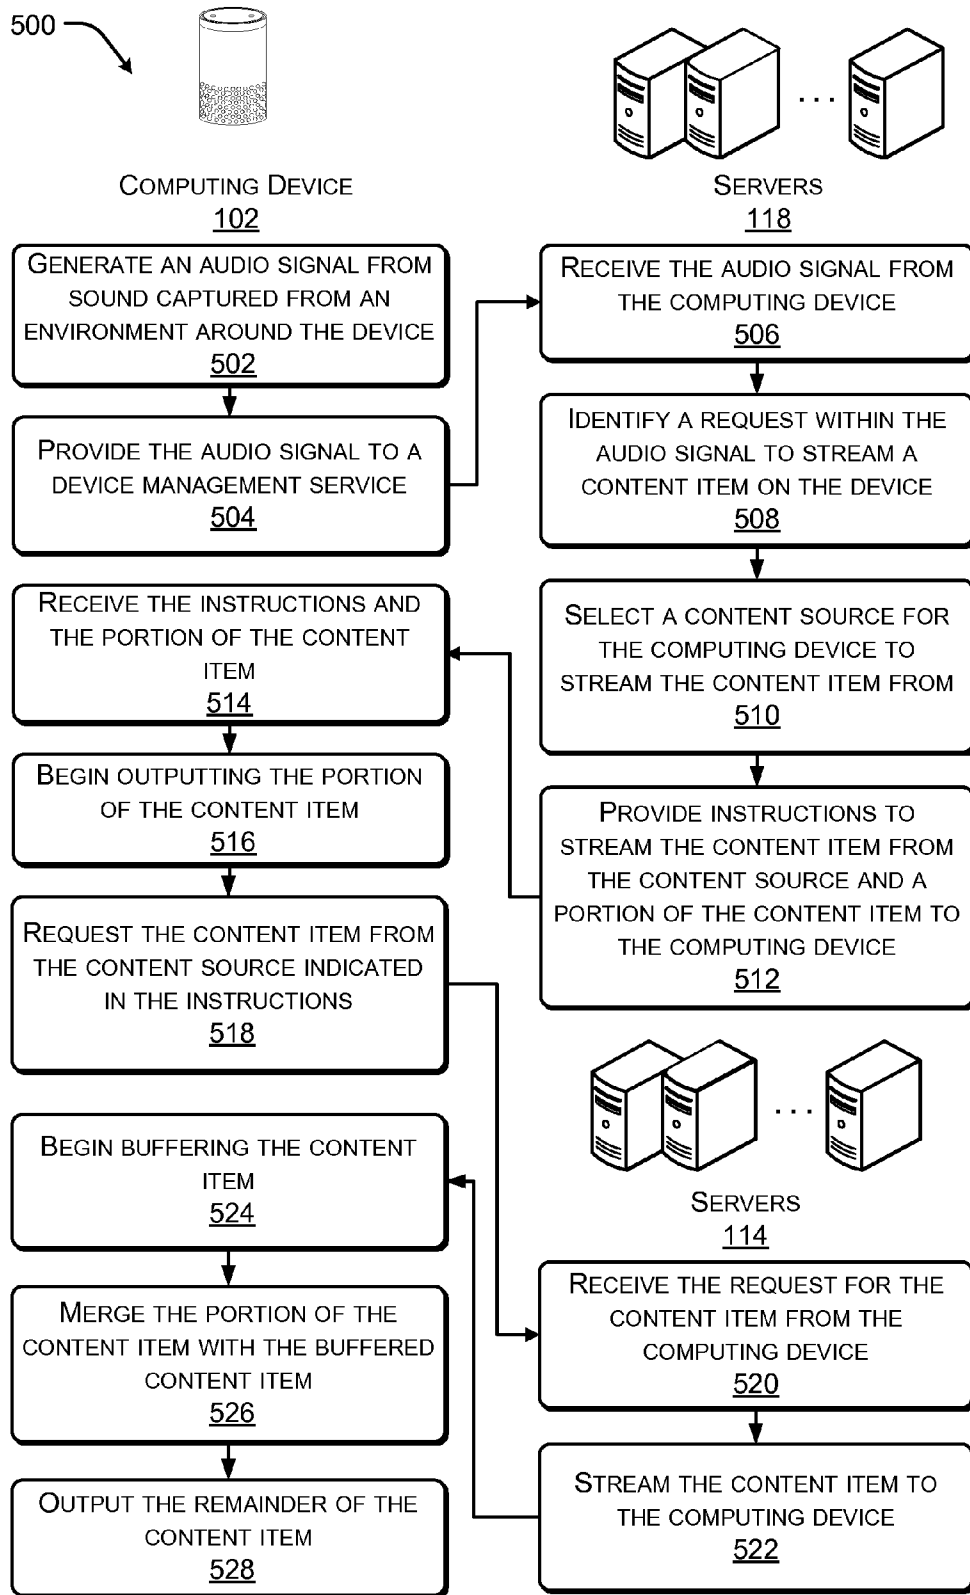 500
COMPUTING DEVICE
102
SERVERS
118
GENERATE AN AUDIO SIGNAL FROM
SOUND CAPTURED FROM AN
ENVIRONMENT AROUND THE DEVICE
502
PROVIDE THE AUDIO SIGNAL TO A
DEVICE MANAGEMENT SERVICE
504
RECEIVE THE AUDIO SIGNAL FROM
THE COMPUTING DEVICE
506
IDENTIFY A REQUEST WITHIN THE
AUDIO SIGNAL TO STREAM A
CONTENT ITEM ON THE DEVICE
508
SELECT A CONTENT SOURCE FOR
THE COMPUTING DEVICE TO
STREAM THE CONTENT ITEM FROM
510
PROVIDE INSTRUCTIONS TO
STREAM THE CONTENT ITEM FROM
THE CONTENT SOURCE AND A
PORTION OF THE CONTENT ITEM TO
THE COMPUTING DEVICE
512
RECEIVE THE INSTRUCTIONS AND
THE PORTION OF THE CONTENT
ITEM
514
BEGIN OUTPUTTING THE PORTION
OF THE CONTENT ITEM
516
REQUEST THE CONTENT ITEM FROM
THE CONTENT SOURCE INDICATED
IN THE INSTRUCTIONS
518
SERVERS
114
RECEIVE THE REQUEST FOR THE
CONTENT ITEM FROM THE
COMPUTING DEVICE
520
STREAM THE CONTENT ITEM TO
THE COMPUTING DEVICE
522
BEGIN BUFFERING THE CONTENT
ITEM
524
MERGE THE PORTION OF THE
CONTENT ITEM WITH THE BUFFERED
CONTENT ITEM
526
OUTPUT THE REMAINDER OF THE
CONTENT ITEM
528